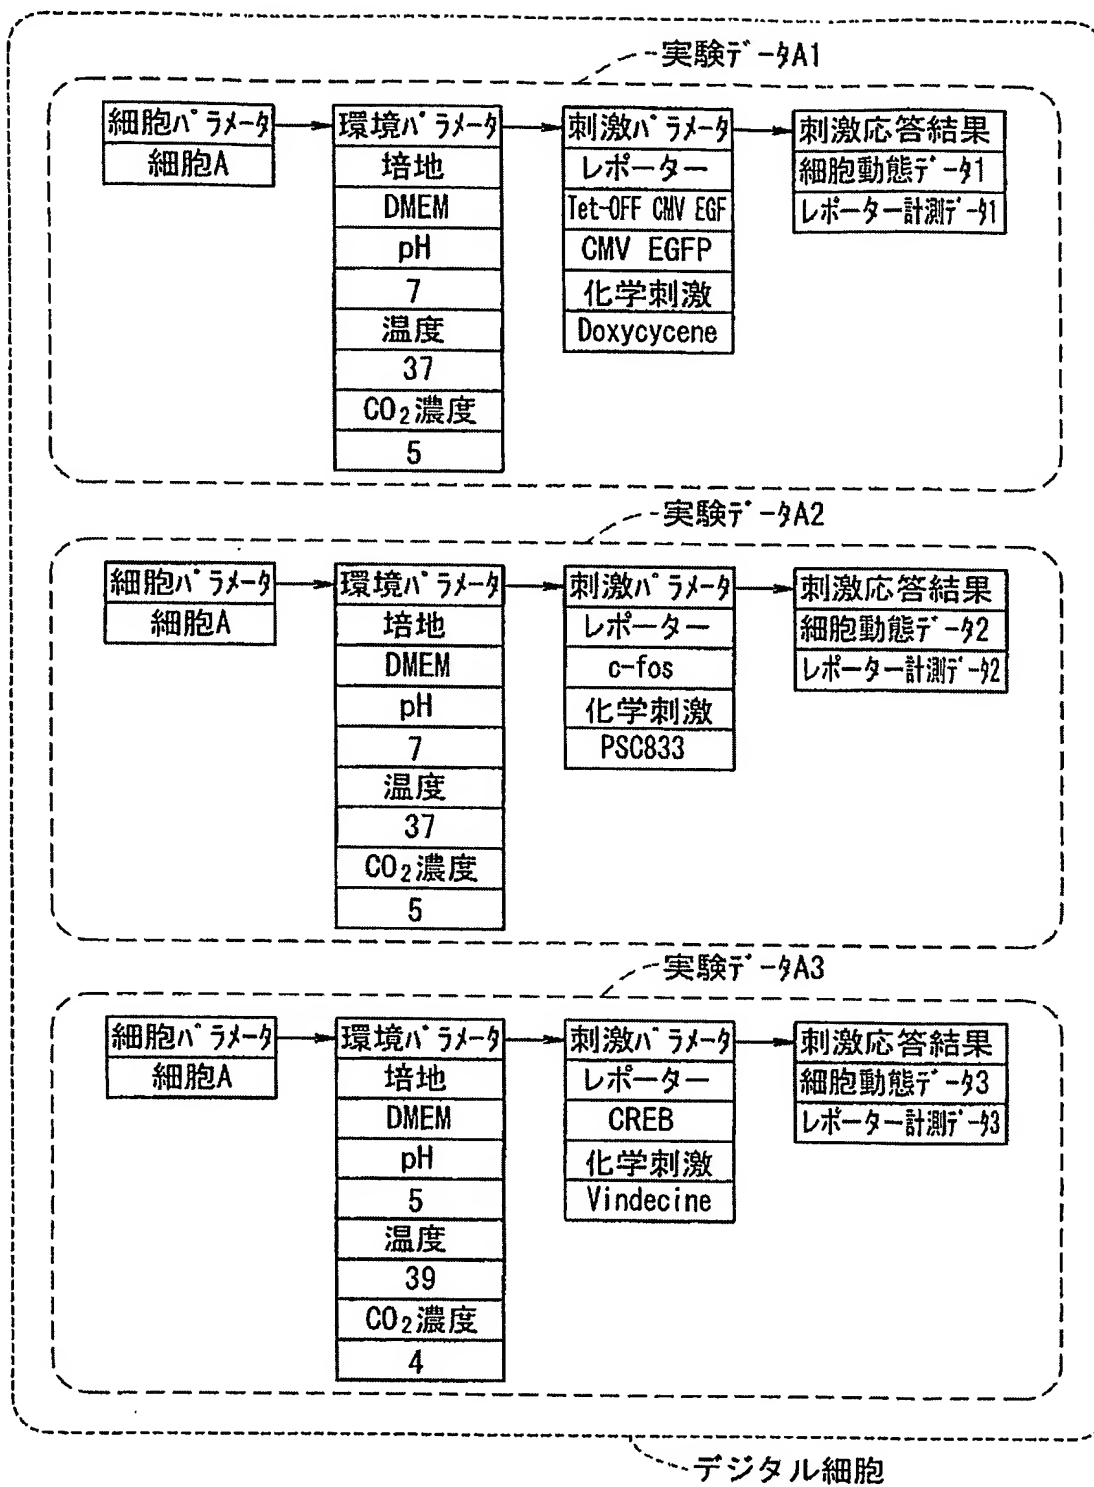 実験データA1
細胞パラメータ
細胞A
環境パラメータ
培地
DMEM
pH
7
温度
37
CO₂濃度
5
刺激パラメータ
レポーター
Tet-OFF CMV EGF
CMV EGFP
化学刺激
Doxycycene
刺激応答結果
細胞動態データ1
レポーター計測データ1
実験データA2
細胞パラメータ
細胞A
環境パラメータ
培地
DMEM
pH
7
温度
37
CO₂濃度
5
刺激パラメータ
レポーター
c-fos
化学刺激
PSC833
刺激応答結果
細胞動態データ2
レポーター計測データ2
実験データA3
細胞パラメータ
細胞A
環境パラメータ
培地
DMEM
pH
5
温度
39
CO₂濃度
4
刺激パラメータ
レポーター
CREB
化学刺激
Vindecine
刺激応答結果
細胞動態データ3
レポーター計測データ3
デジタル細胞